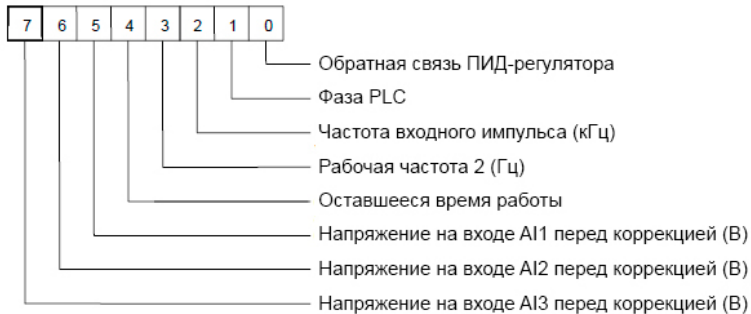 7 6 5 4 3 2 1 0
Обратная связь ПИД-регулятора
Фаза PLC
Частота входного импульса (кГц)
Рабочая частота 2 (Гц)
Оставшееся время работы
Напряжение на входе AI1 перед коррекцией (В)
Напряжение на входе AI2 перед коррекцией (В)
Напряжение на входе AI3 перед коррекцией (В)